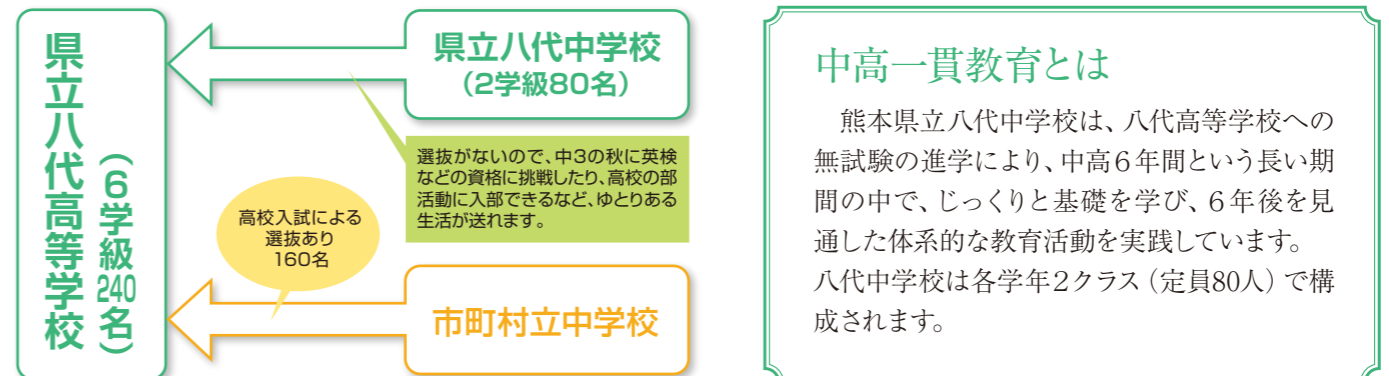 県立八代高等学校
（6学級240名）
県立八代中学校
（2学級80名）
選抜がないので、中3の秋に英検
などの資格に挑戦したり、高校の部
活動に入部できるなど、ゆとりある
生活が送れます。
高校入試による
選抜あり
160名
市町村立中学校
中高一貫教育とは
　熊本県立八代中学校は、八代高等学校への
無試験の進学により、中高６年間という長い期
間の中で、じっくりと基礎を学び、６年後を見
通した体系的な教育活動を実践しています。
八代中学校は各学年２クラス（定員80人）で構
成されます。